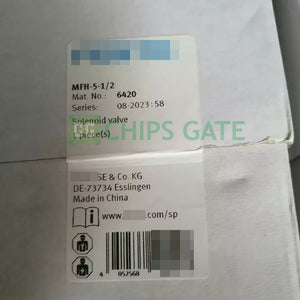 MFH-5-1/2
Mat. No.: 6420
Series: 08-2023:58
Solenoid valve
1 piece(s)
CHIPS GATE
SE & Co. KG
DE-73734 Esslingen
Made in China
www. .com/sp
4 057568